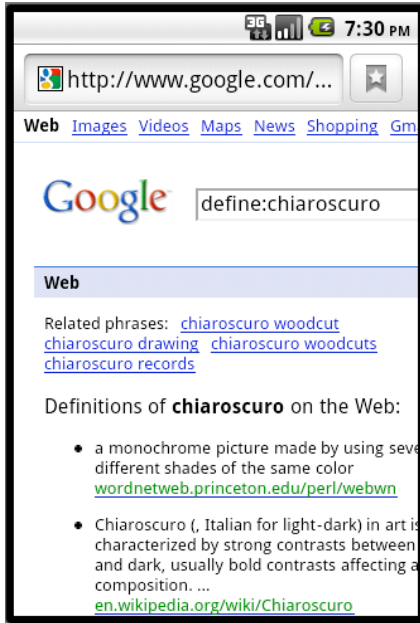 3G 7:30 PM
http://www.google.com/...
Web Images Videos Maps News Shopping Gm
Google define:chiaroscuro
Web
Related phrases: chiaroscuro woodcut
chiaroscuro drawing chiaroscuro woodcuts
chiaroscuro records
Definitions of chiaroscuro on the Web:
• a monochrome picture made by using seve
different shades of the same color
wordnetweb.princeton.edu/perl/webwn
• Chiaroscuro (, Italian for light-dark) in art is
characterized by strong contrasts between
and dark, usually bold contrasts affecting a
composition. ...
en.wikipedia.org/wiki/Chiaroscuro